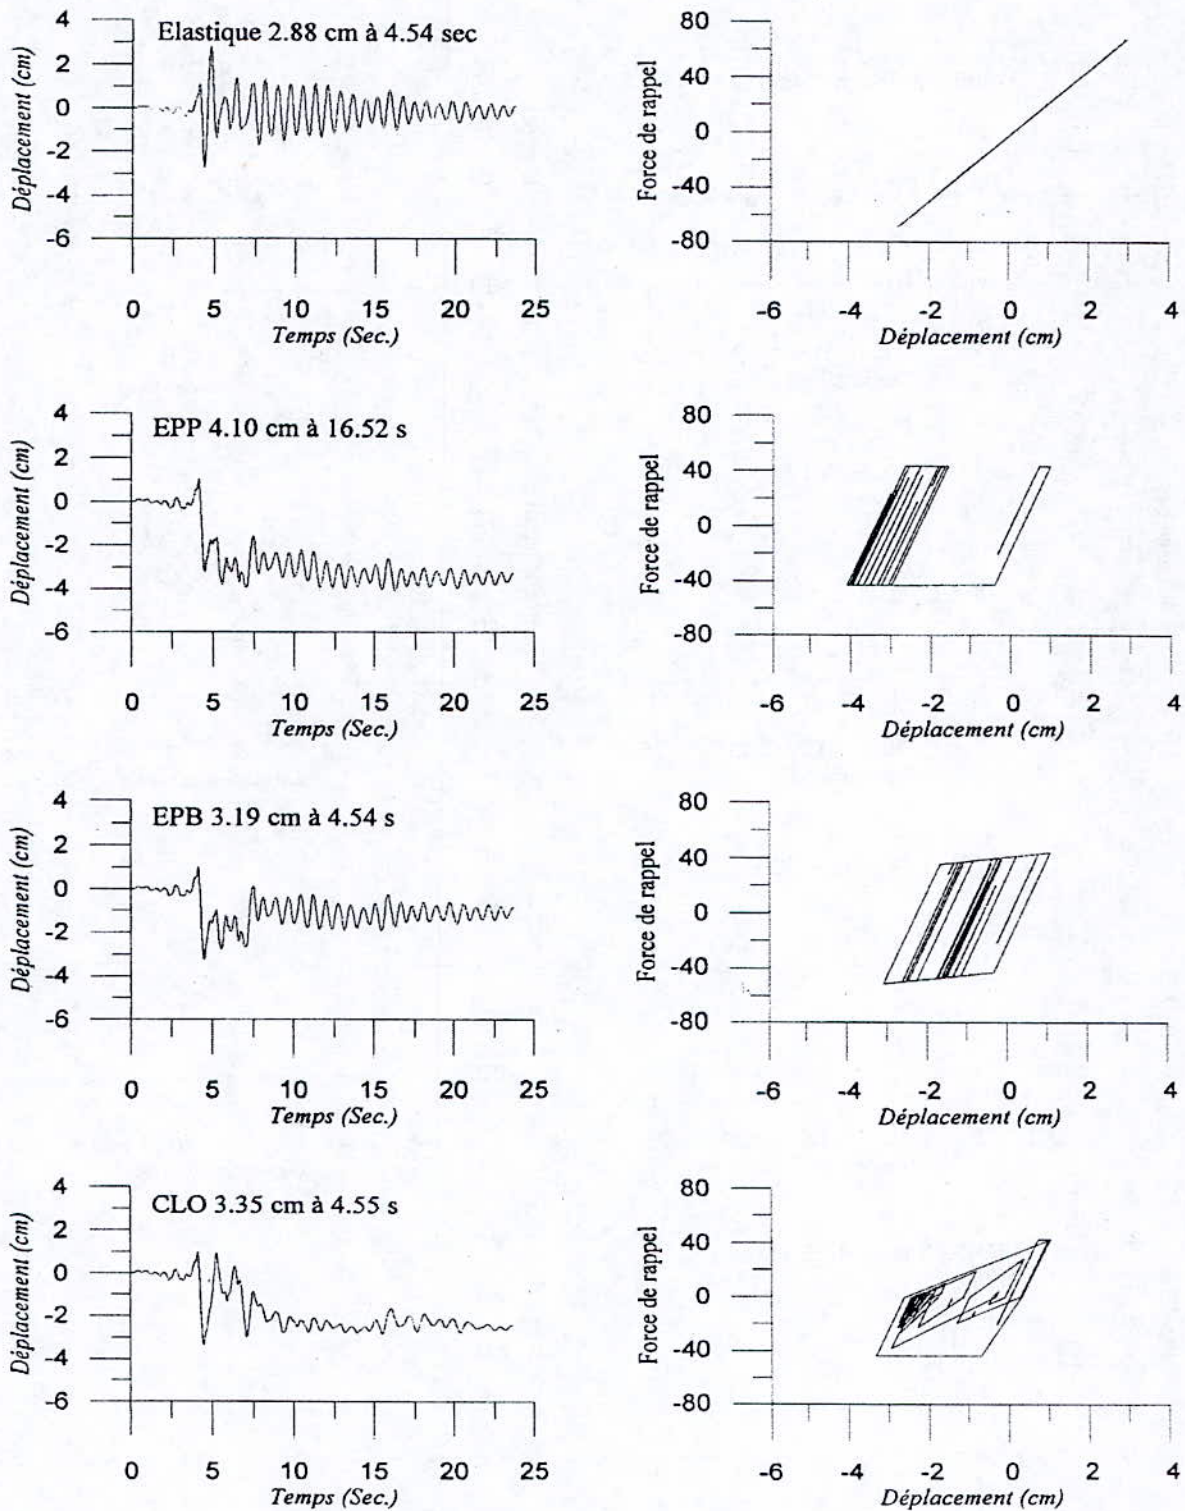 Elastique 2.88 cm à 4.54 sec
Déplacement (cm)
4
2
0
-2
-4
-6
0 5 10 15 20 25
Temps (Sec.)
Force de rappel
80
40
0
-40
-80
-6 -4 -2 0 2 4
Déplacement (cm)
EPP 4.10 cm à 16.52 s
Déplacement (cm)
4
2
0
-2
-4
-6
0 5 10 15 20 25
Temps (Sec.)
Force de rappel
80
40
0
-40
-80
-6 -4 -2 0 2 4
Déplacement (cm)
EPB 3.19 cm à 4.54 s
Déplacement (cm)
4
2
0
-2
-4
-6
0 5 10 15 20 25
Temps (Sec.)
Force de rappel
80
40
0
-40
-80
-6 -4 -2 0 2 4
Déplacement (cm)
CLO 3.35 cm à 4.55 s
Déplacement (cm)
4
2
0
-2
-4
-6
0 5 10 15 20 25
Temps (Sec.)
Force de rappel
80
40
0
-40
-80
-6 -4 -2 0 2 4
Déplacement (cm)